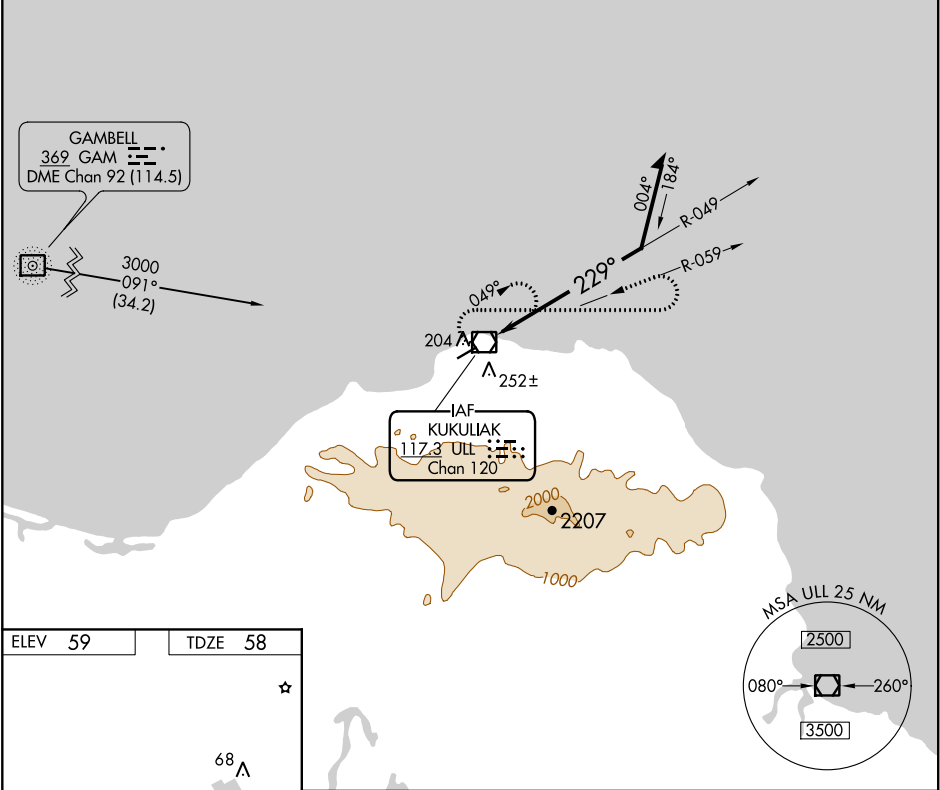 GAMBELL
369 GAM
DME Chan 92 (114.5)
3000
091°
(34.2)
004°
184°
R-049
R-059
229°
049°
204
252±
IAF
KUKULIAK
117.3 ULL
Chan 120
2000
2207
1000
MSA ULL 25 NM
2500
080°
260°
3500
ELEV 59
TDZE 58
68